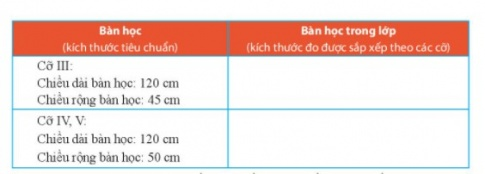 Bàn học
(kích thước tiêu chuẩn)
Bàn học trong lớp
(kích thước đo được sắp xếp theo các cỡ)
Cỡ III:
Chiều dài bàn học: 120 cm
Chiều rộng bàn học: 45 cm
Cỡ IV, V:
Chiều dài bàn học: 120 cm
Chiều rộng bàn học: 50 cm